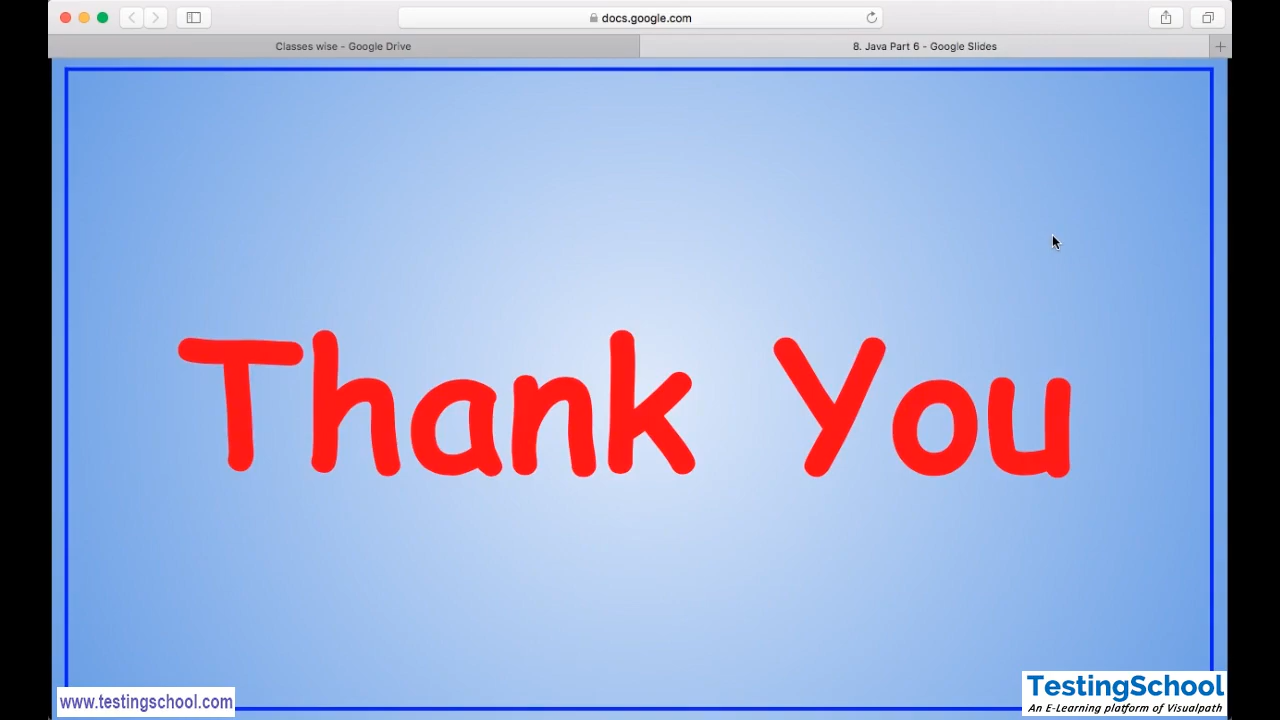 docs.google.com
Classes wise - Google Drive
8. Java Part 6 - Google Slides
Thank You
www.testingschool.com
TestingSchool
An E-Learning platform of Visualpath